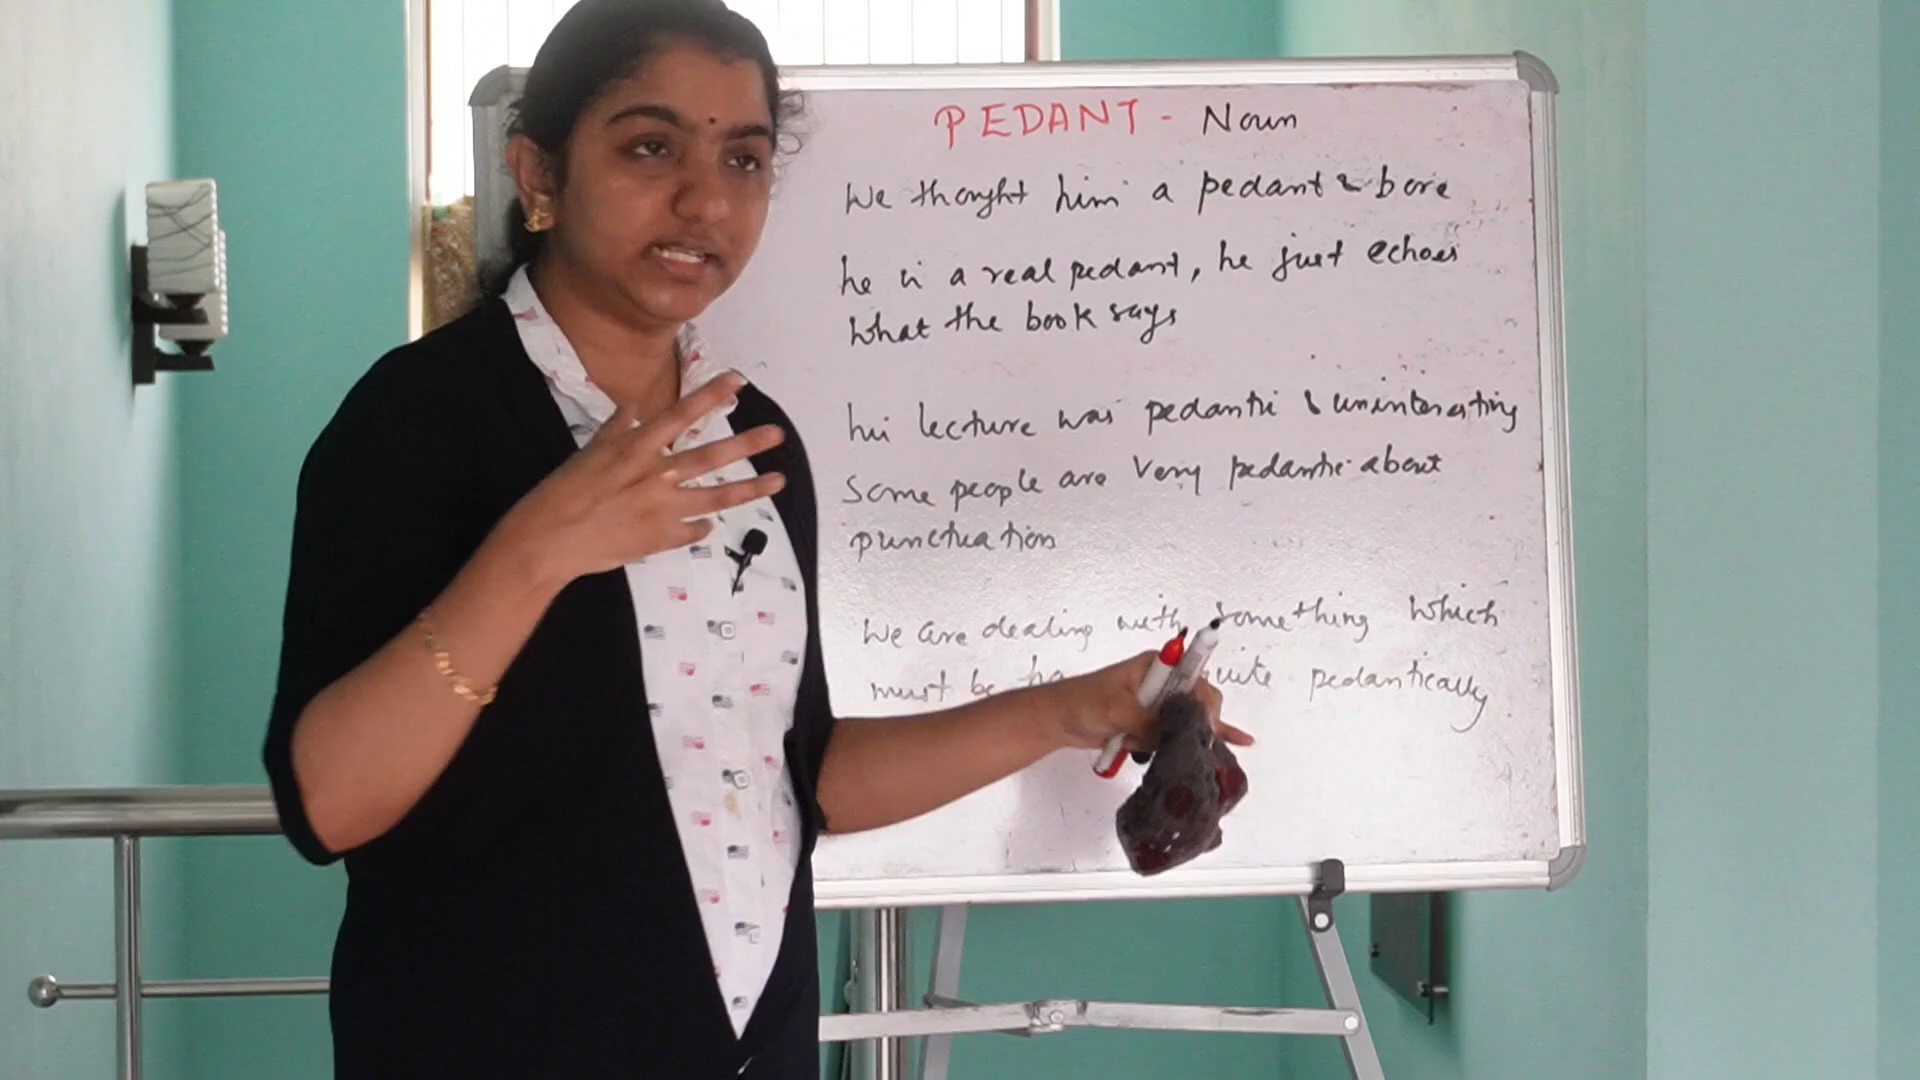 PEDANT - Noun
We thought him a pedant & bore
he is a real pedant, he just echoes
what the book says
his lecture was pedantic & uninteresting
Some people are very pedantic about
punctuation
We are dealing with something which
must be quite pedantically